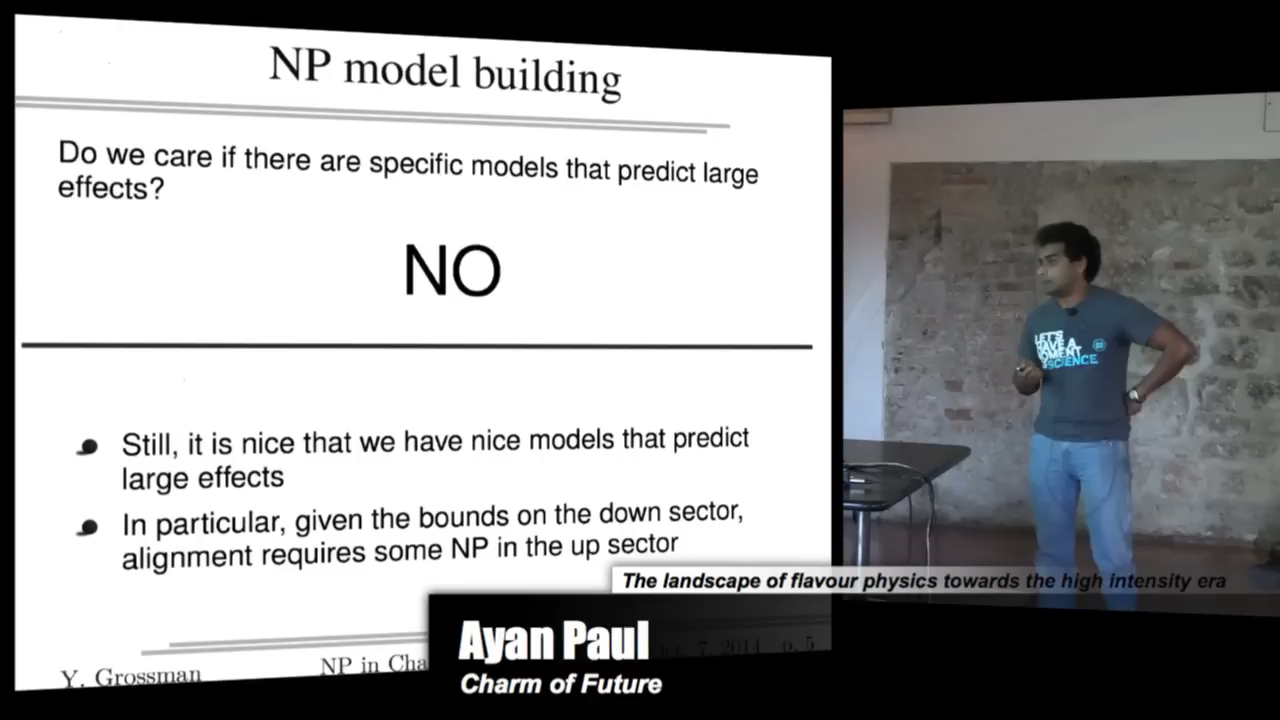 NP model building
Do we care if there are specific models that predict large
effects?
NO
Still, it is nice that we have nice models that predict
large effects
In particular, given the bounds on the down sector,
alignment requires some NP in the up sector
Y. Grossman
NP in Cha
7, 2014 p. 5
LET'S
HAVE A
MOMENT
OF SCIENCE
The landscape of flavour physics towards the high intensity era
Ayan Paul
Charm of Future